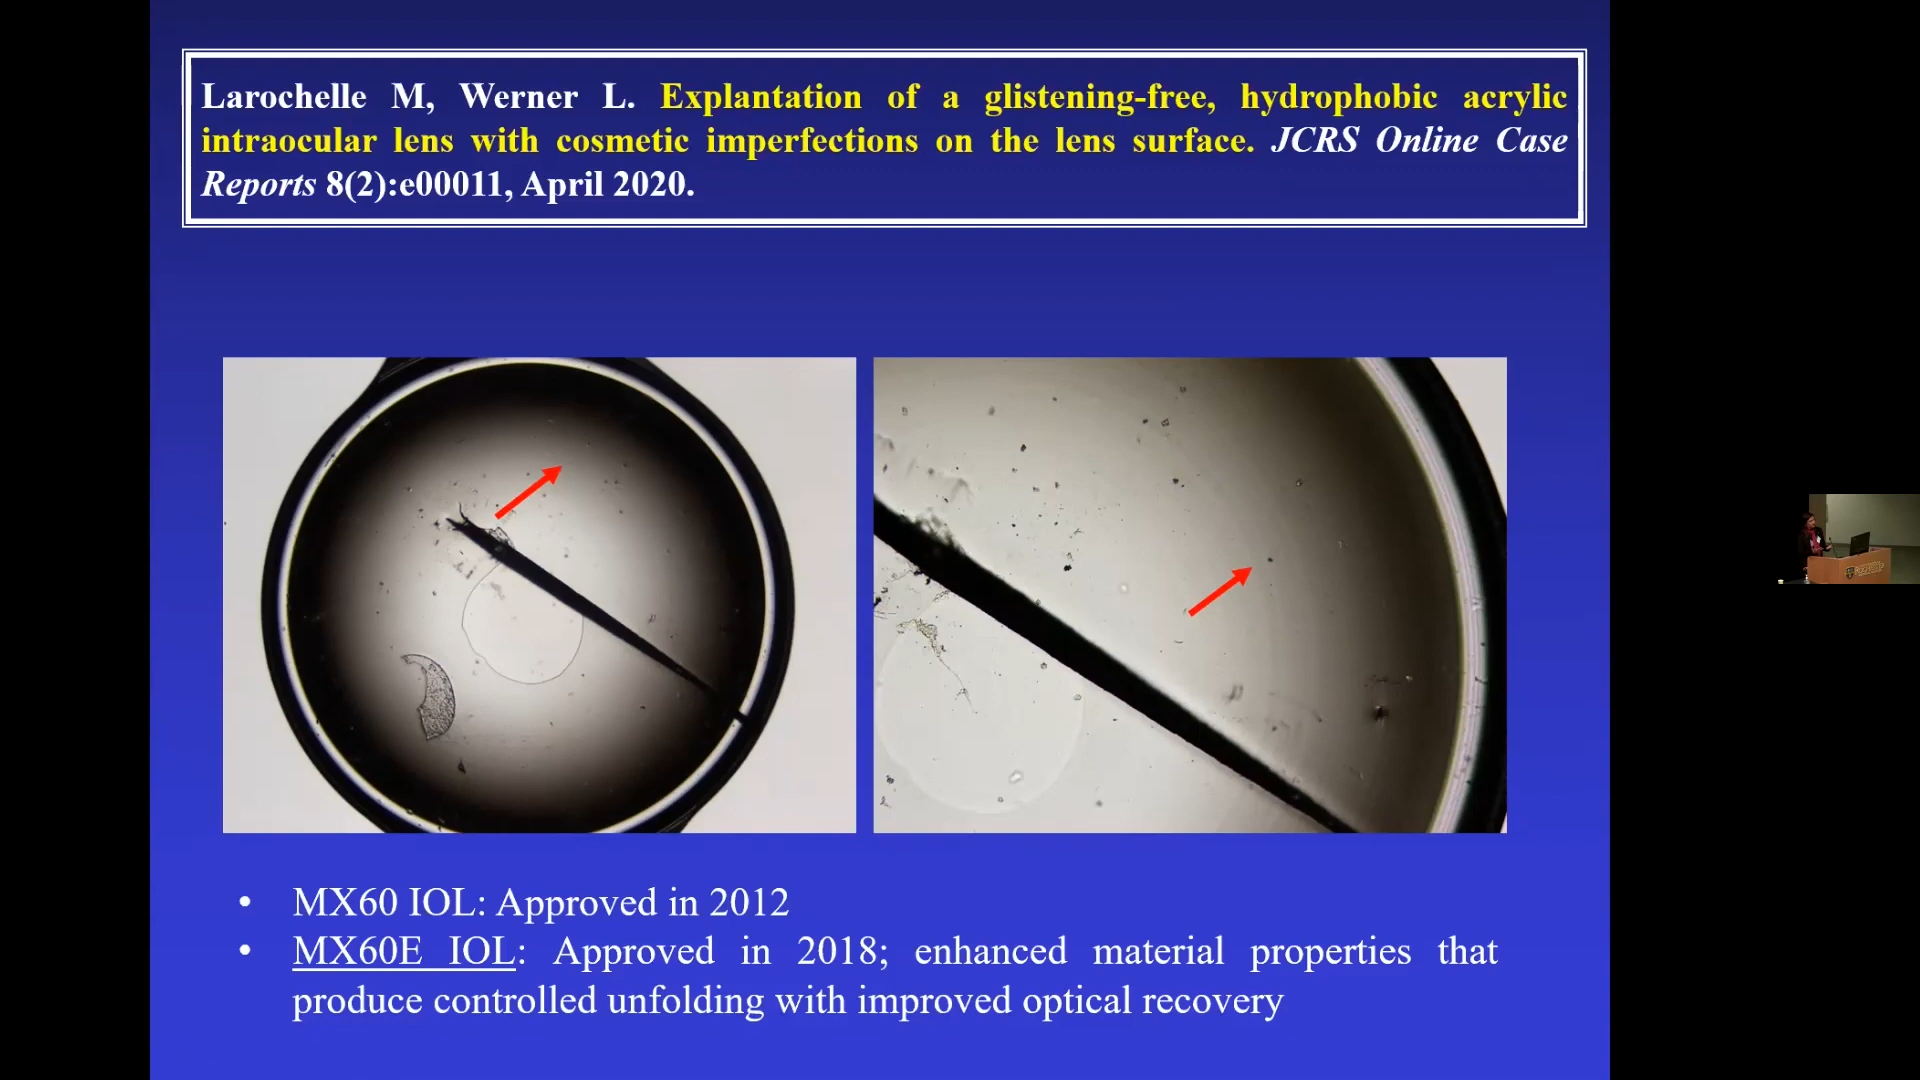 Larochelle M, Werner L. Explantation of a glistening-free, hydrophobic acrylic
intraocular lens with cosmetic imperfections on the lens surface. JCRS Online Case
Reports 8(2):e00011, April 2020.
• MX60 IOL: Approved in 2012
• MX60E IOL: Approved in 2018; enhanced material properties that
produce controlled unfolding with improved optical recovery
ROCHESTER